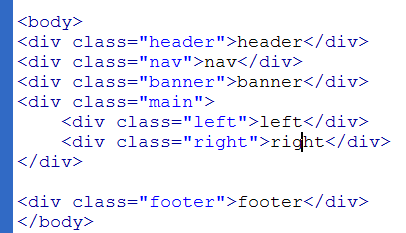 <body>
<div class="header">header</div>
<div class="nav">nav</div>
<div class="banner">banner</div>
<div class="main">
    <div class="left">left</div>
    <div class="right">right</div>
</div>

<div class="footer">footer</div>
</body>